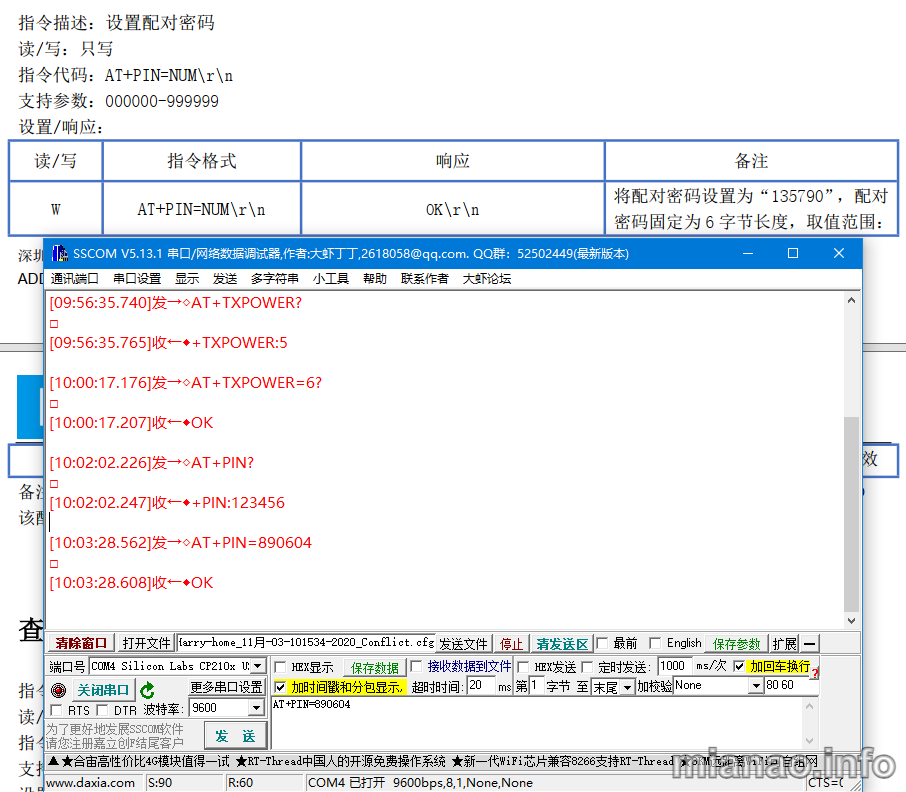 指令描述：设置配对密码
读/写：只写
指令代码：AT+PIN=NUM\r\n
支持参数：000000-999999
设置/响应：
读/写 指令格式 响应 备注
W AT+PIN=NUM\r\n OK\r\n 将配对密码设置为“135790”，配对
密码固定为 6 字节长度，取值范围：
深圳
ADD
SSCOM V5.13.1 串口/网络数据调试器,作者:大虾丁丁,2618058@qq.com. QQ群：52502449(最新版本)
通讯端口 串口设置 显示 发送 多字符串 小工具 帮助 联系作者 大虾论坛
[09:56:35.740]发→◇AT+TXPOWER?
□
[09:56:35.765]收←◆+TXPOWER:5
[10:00:17.176]发→◇AT+TXPOWER=6?
□
[10:00:17.207]收←◆OK
[10:02:02.226]发→◇AT+PIN?
□
[10:02:02.247]收←◆+PIN:123456
[10:03:28.562]发→◇AT+PIN=890604
□
[10:03:28.608]收←◆OK
效
备注
该配
查
指令
读/
指令
支持
清除窗口 打开文件 farry-home_11月-03-101534-2020_Conflict.cfg 发送文件 停止 清发送区 最前 English 保存参数 扩展 —
端口号 COM4 Silicon Labs CP210x U HEX显示 保存数据 接收数据到文件 HEX发送 定时发送: 1000 ms/次 加回车换行
关闭串口 更多串口设置 加时间戳和分包显示, 超时时间: 20 ms 第1 字节 至 末尾 加校验 None 80 60
RTS DTR 波特率: 9600 AT+PIN=890604
为了更好地发展SSCOM软件
请您注册嘉立创F结尾客户
发 送
▲★合宙高性价比4G模块值得一试 ★RT-Thread中国人的开源免费操作系统 ★新一代WiFi芯片兼容8266支持RT-Thread
www.daxia.com S:90 R:60 COM4 已打开 9600bps,8,1,None,None CTS=0
mianao.info